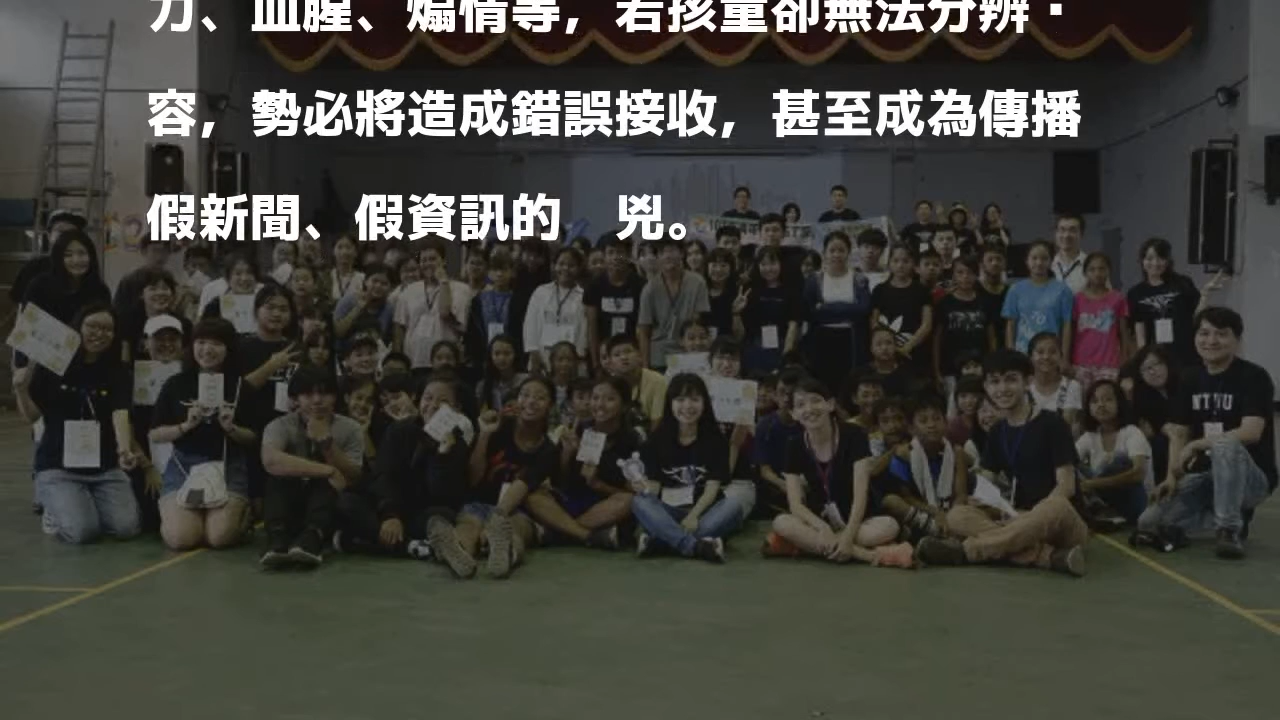 力、血腥、煽情等，若孩童卻無法分辨·
容，勢必將造成錯誤接收，甚至成為傳播
假新聞、假資訊的　兇。
NTNU